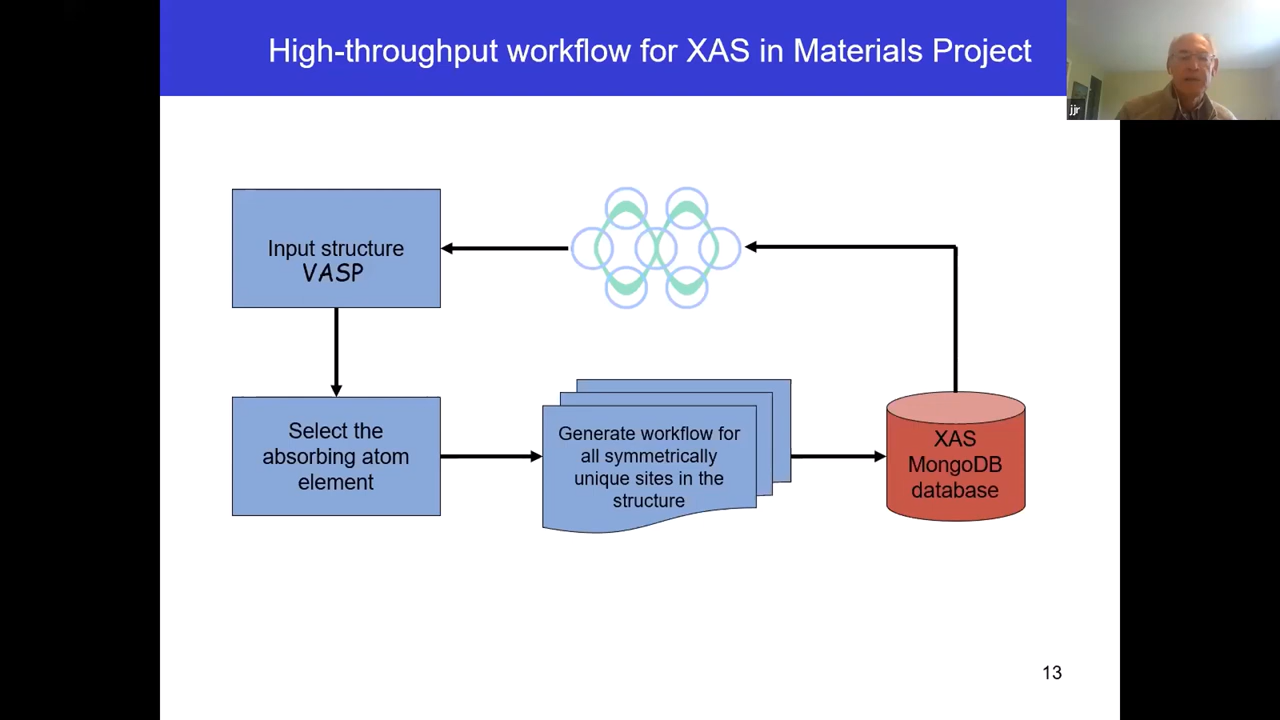 High-throughput workflow for XAS in Materials Project
jjr
Input structure
VASP
Select the
absorbing atom
element
Generate workflow for
all symmetrically
unique sites in the
structure
XAS
MongoDB
database
13